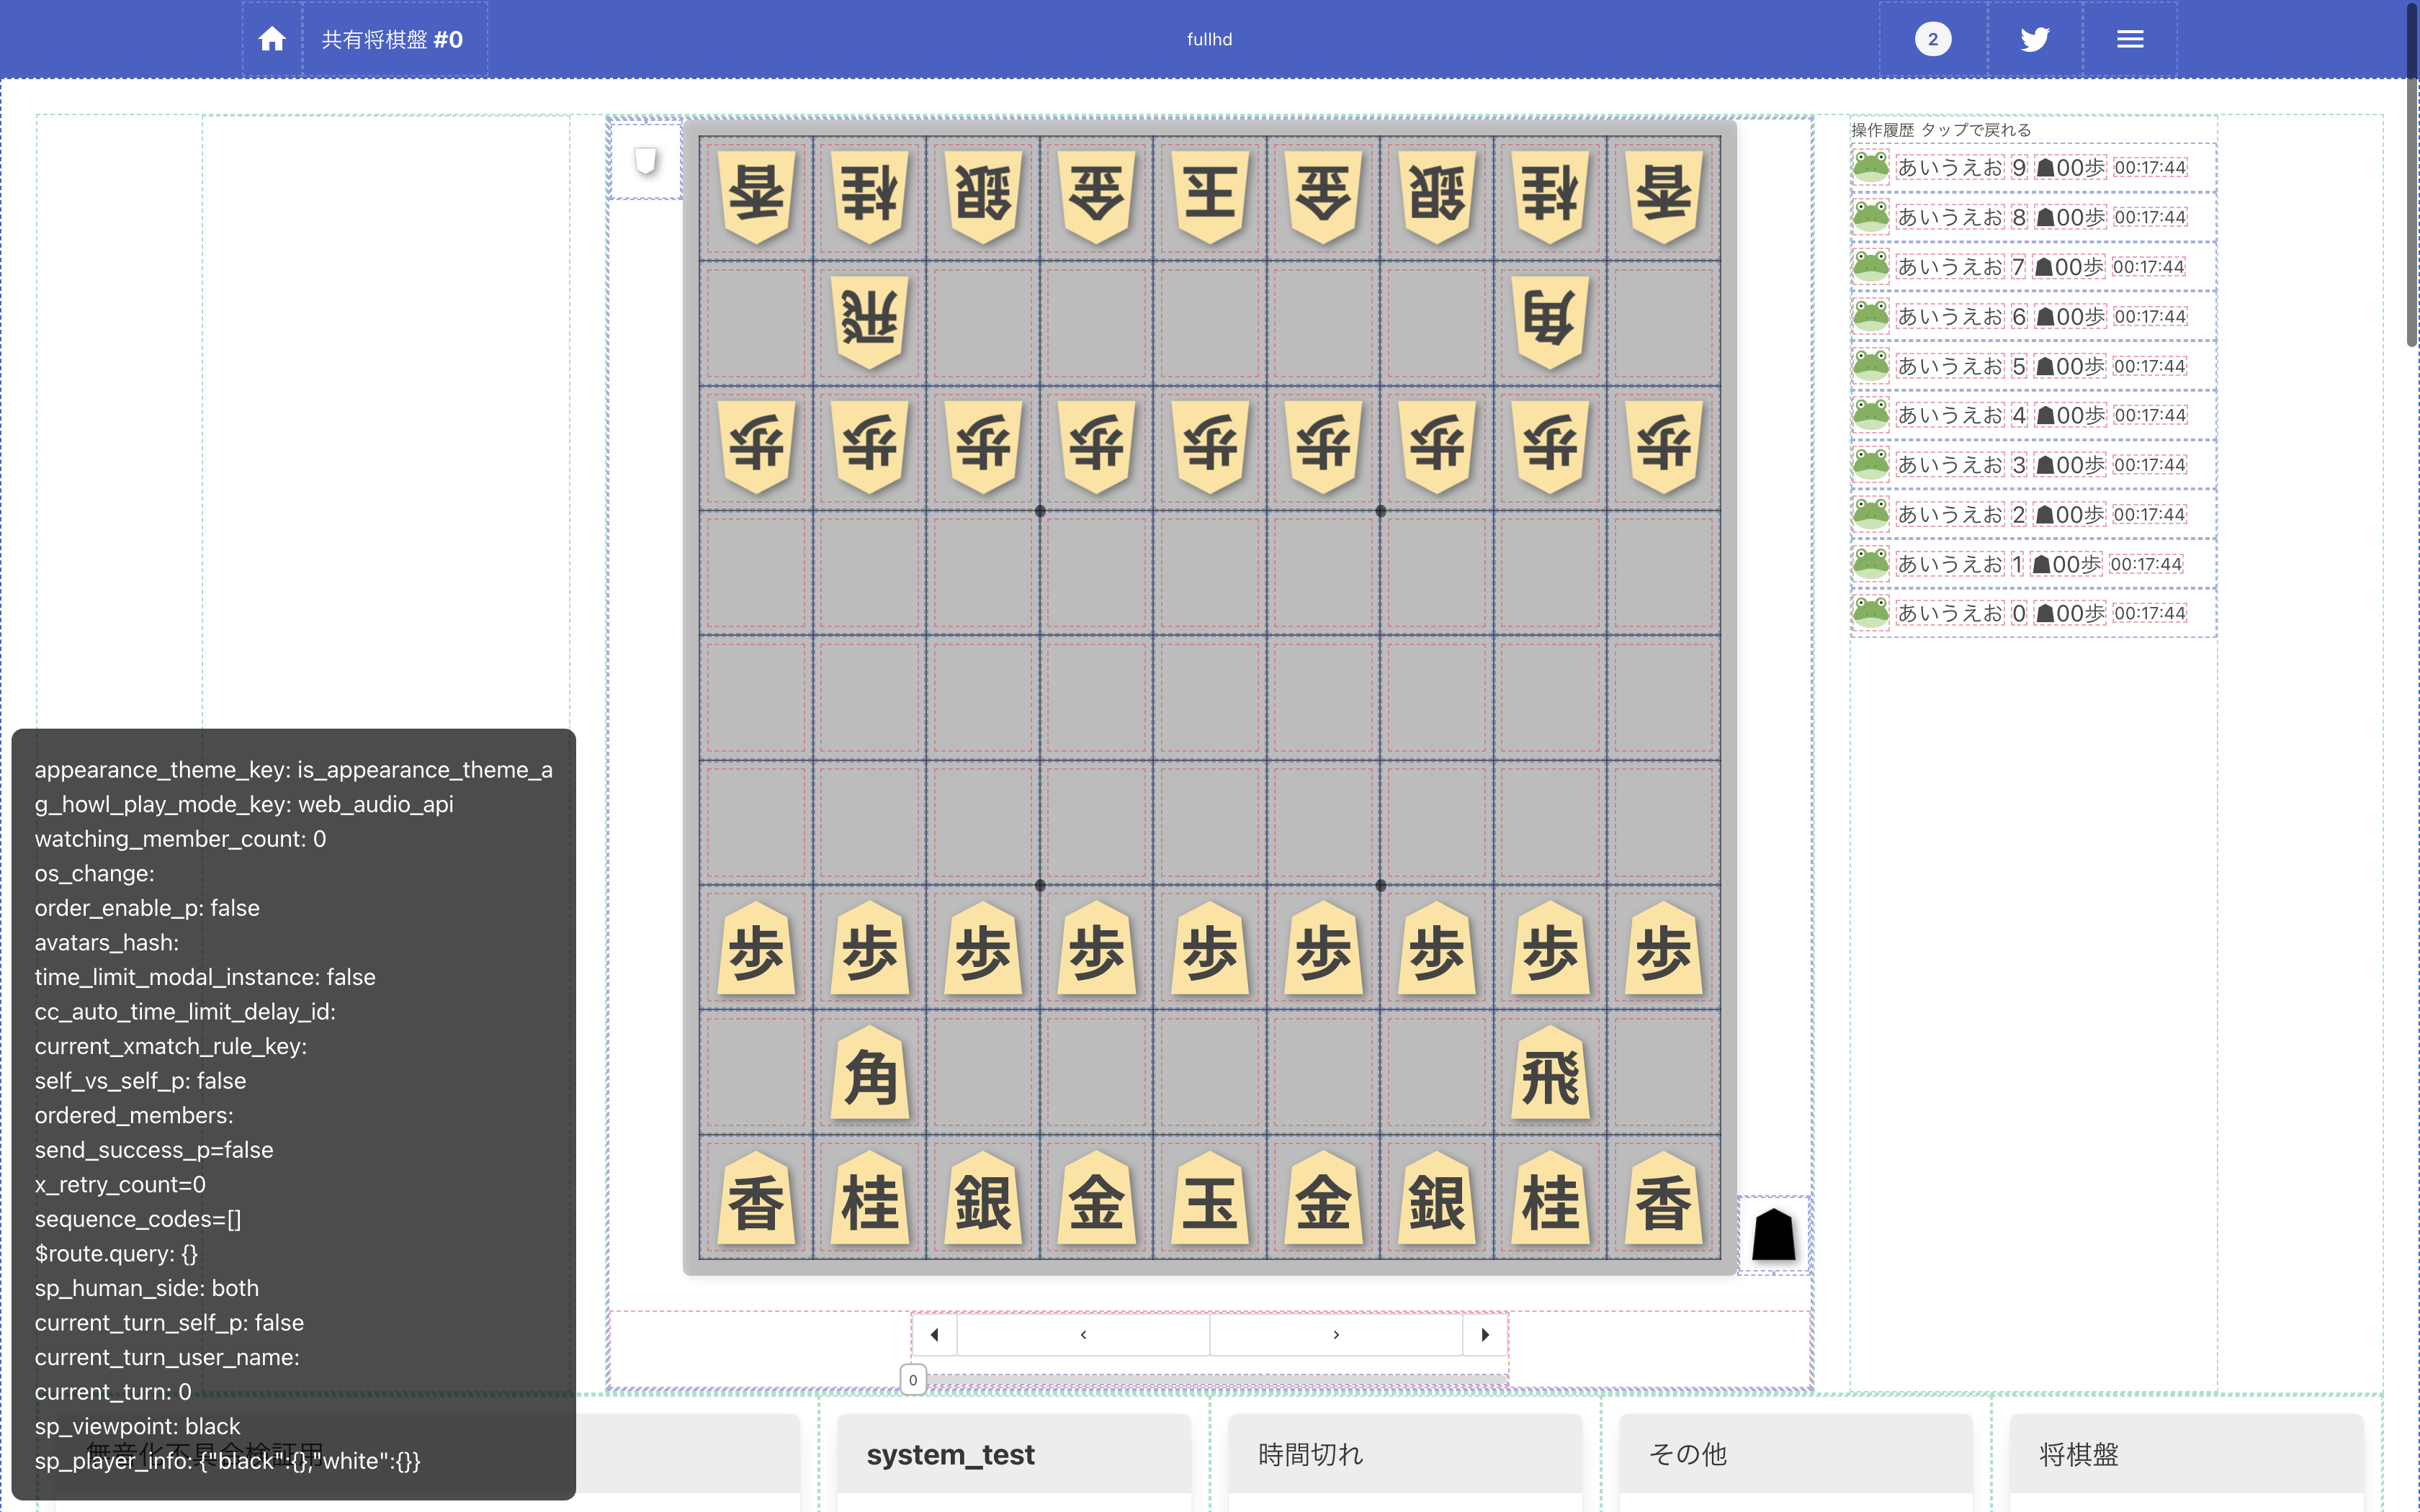 共有将棋盤 #0
fullhd
2
香 桂 銀 金 玉 金 銀 桂 香
飛 角
歩 歩 歩 歩 歩 歩 歩 歩 歩
歩 歩 歩 歩 歩 歩 歩 歩 歩
角 飛
香 桂 銀 金 玉 金 銀 桂 香
0
操作履歴 タップで戻れる
あいうえお 9 ☗00歩 00:17:44
あいうえお 8 ☗00歩 00:17:44
あいうえお 7 ☗00歩 00:17:44
あいうえお 6 ☗00歩 00:17:44
あいうえお 5 ☗00歩 00:17:44
あいうえお 4 ☗00歩 00:17:44
あいうえお 3 ☗00歩 00:17:44
あいうえお 2 ☗00歩 00:17:44
あいうえお 1 ☗00歩 00:17:44
あいうえお 0 ☗00歩 00:17:44
appearance_theme_key: is_appearance_theme_a
g_howl_play_mode_key: web_audio_api
watching_member_count: 0
os_change:
order_enable_p: false
avatars_hash:
time_limit_modal_instance: false
cc_auto_time_limit_delay_id:
current_xmatch_rule_key:
self_vs_self_p: false
ordered_members:
send_success_p=false
x_retry_count=0
sequence_codes=[]
$route.query: {}
sp_human_side: both
current_turn_self_p: false
current_turn_user_name:
current_turn: 0
sp_viewpoint: black
sp_player_info: {"black":{},"white":{}}
無音化不具合検証用
system_test
時間切れ
その他
将棋盤